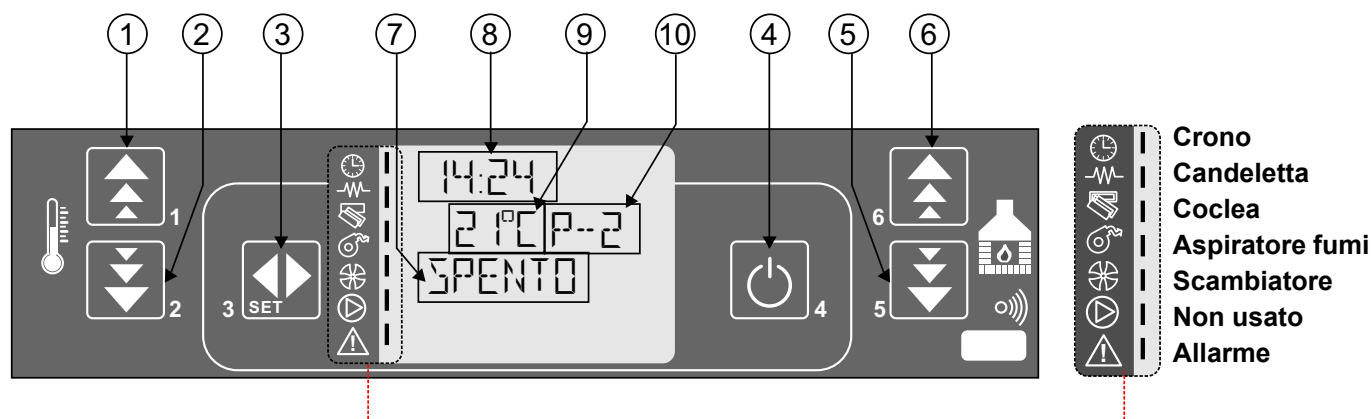 1 2 3 7 8 9 10 4 5 6
14:24
1 6
21°C P--2
SPENTO
2 3 SET 4 5
Crono
Candeletta
Coclea
Aspiratore fumi
Scambiatore
Non usato
Allarme